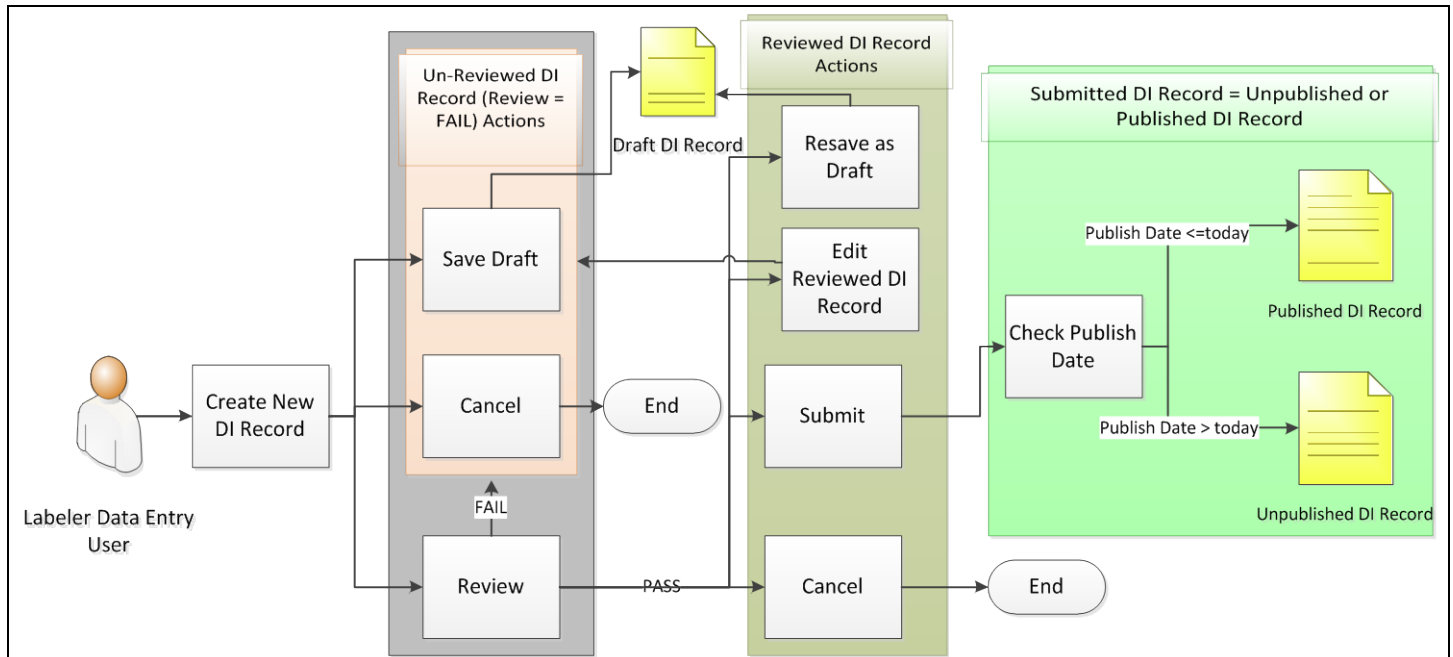 Un-Reviewed DI
Record (Review =
FAIL) Actions
Reviewed DI Record
Actions
Submitted DI Record = Unpublished or
Published DI Record
Draft DI Record
Resave as
Draft
Save Draft
Edit
Reviewed DI
Record
Publish Date <=today
Published DI Record
Check Publish
Date
Labeler Data Entry
User
Create New
DI Record
Cancel
End
Submit
Publish Date > today
Unpublished DI Record
FAIL
Review
PASS
Cancel
End